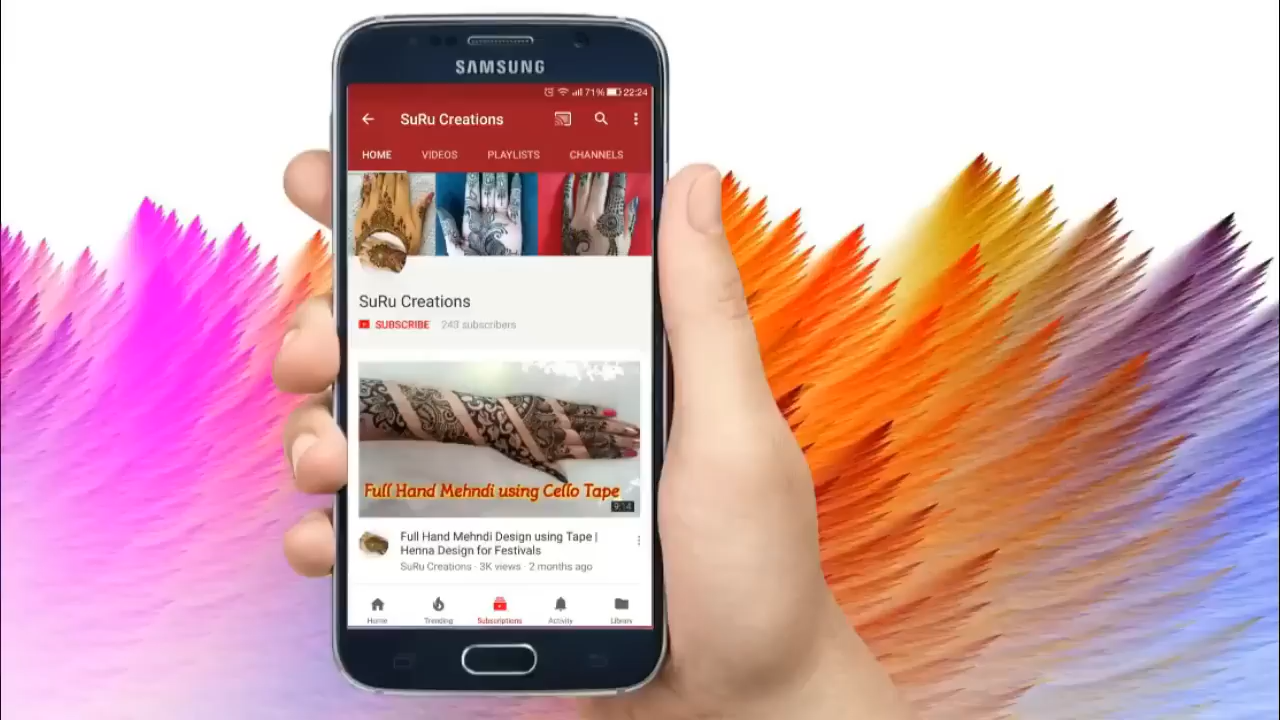 SAMSUNG
71% 22:24
SuRu Creations
HOME VIDEOS PLAYLISTS CHANNELS
SuRu Creations
SUBSCRIBE 243 subscribers
Full Hand Mehndi using Cello Tape
9:14
Full Hand Mehndi Design using Tape |
Henna Design for Festivals
SuRu Creations · 3K views · 2 months ago
Home Trending Subscriptions Activity Library